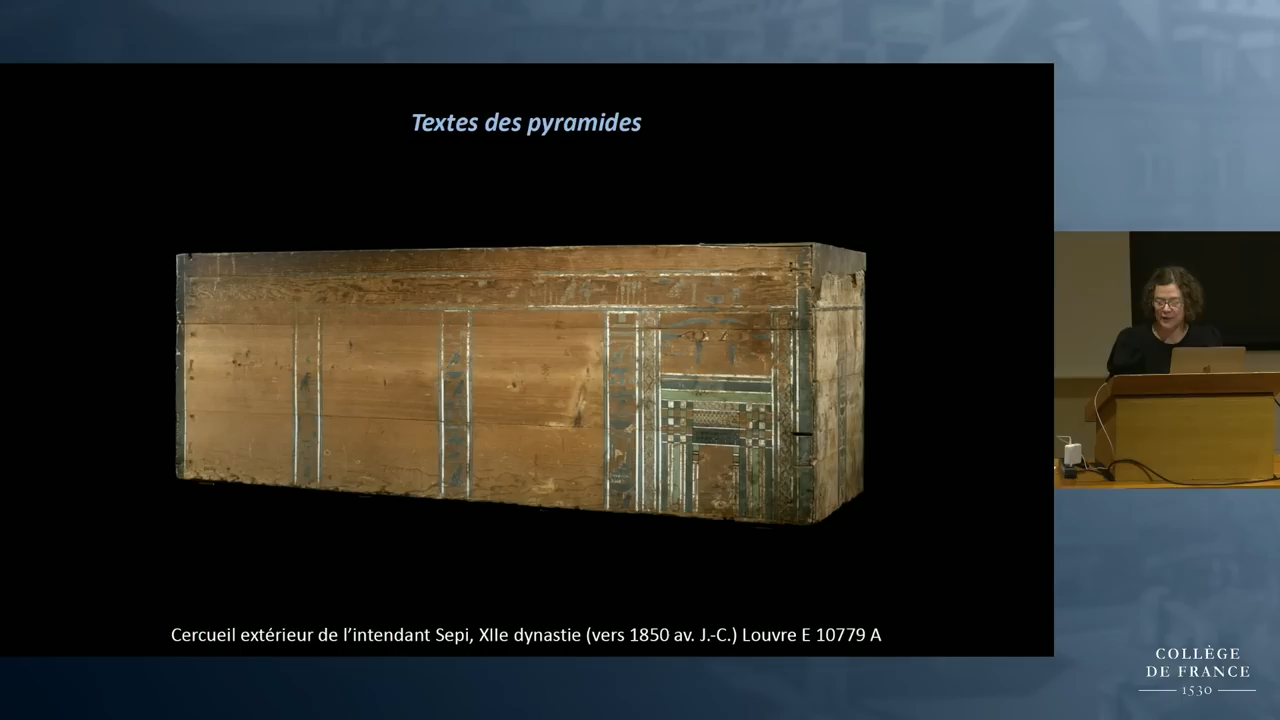 Textes des pyramides
Cercueil extérieur de l’intendant Sepi, XIIe dynastie (vers 1850 av. J.-C.) Louvre E 10779 A
COLLÈGE
DE FRANCE
1530